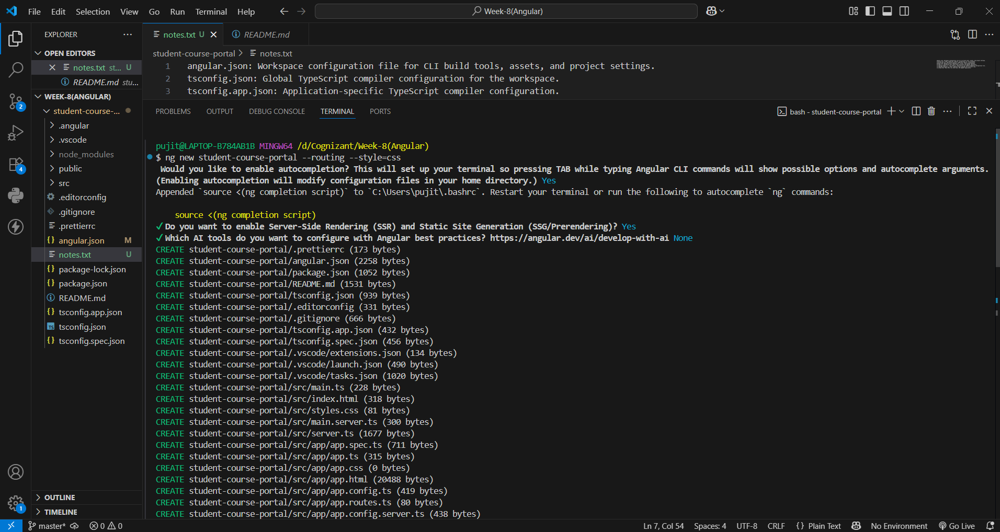 File Edit Selection View Go Run Terminal Help
Week-8(Angular)
EXPLORER
OPEN EDITORS
notes.txt st... U
README.md stu...
WEEK-8(ANGULAR)
student-course-...
.angular
.vscode
node_modules
public
src
.editorconfig
.gitignore
.prettierrc
angular.json M
notes.txt U
package-lock.json
package.json
README.md
tsconfig.app.json
tsconfig.json
tsconfig.spec.json
OUTLINE
TIMELINE
2
4
1
notes.txt U
README.md
student-course-portal > notes.txt
1 angular.json: Workspace configuration file for CLI build tools, assets, and project settings.
2 tsconfig.json: Global TypeScript compiler configuration for the workspace.
3 tsconfig.app.json: Application-specific TypeScript compiler configuration.
PROBLEMS OUTPUT DEBUG CONSOLE TERMINAL PORTS
bash - student-course-portal
pujit@LAPTOP-B784AB1B MINGW64 /d/Cognizant/Week-8(Angular)
$ ng new student-course-portal --routing --style=css
Would you like to enable autocompletion? This will set up your terminal so pressing TAB while typing Angular CLI commands will show possible options and autocomplete arguments.
(Enabling autocompletion will modify configuration files in your home directory.) Yes
Appended `source <(ng completion script)` to `C:\Users\pujit\.bashrc`. Restart your terminal or run the following to autocomplete `ng` commands:
source <(ng completion script)
✓ Do you want to enable Server-Side Rendering (SSR) and Static Site Generation (SSG/Prerendering)? Yes
✓ Which AI tools do you want to configure with Angular best practices? https://angular.dev/ai/develop-with-ai None
CREATE student-course-portal/.prettierrc (173 bytes)
CREATE student-course-portal/angular.json (2258 bytes)
CREATE student-course-portal/package.json (1052 bytes)
CREATE student-course-portal/README.md (1531 bytes)
CREATE student-course-portal/tsconfig.json (939 bytes)
CREATE student-course-portal/.editorconfig (331 bytes)
CREATE student-course-portal/.gitignore (666 bytes)
CREATE student-course-portal/tsconfig.app.json (432 bytes)
CREATE student-course-portal/tsconfig.spec.json (456 bytes)
CREATE student-course-portal/.vscode/extensions.json (134 bytes)
CREATE student-course-portal/.vscode/launch.json (490 bytes)
CREATE student-course-portal/.vscode/tasks.json (1020 bytes)
CREATE student-course-portal/src/main.ts (228 bytes)
CREATE student-course-portal/src/index.html (318 bytes)
CREATE student-course-portal/src/styles.css (81 bytes)
CREATE student-course-portal/src/main.server.ts (300 bytes)
CREATE student-course-portal/src/server.ts (1677 bytes)
CREATE student-course-portal/src/app/app.spec.ts (711 bytes)
CREATE student-course-portal/src/app/app.ts (315 bytes)
CREATE student-course-portal/src/app/app.css (0 bytes)
CREATE student-course-portal/src/app/app.html (20488 bytes)
CREATE student-course-portal/src/app/app.config.ts (419 bytes)
CREATE student-course-portal/src/app/app.routes.ts (80 bytes)
CREATE student-course-portal/src/app/app.config.server.ts (438 bytes)
master* 0 0 Ln 7, Col 54 Spaces: 4 UTF-8 CRLF {} Plain Text No Environment Go Live